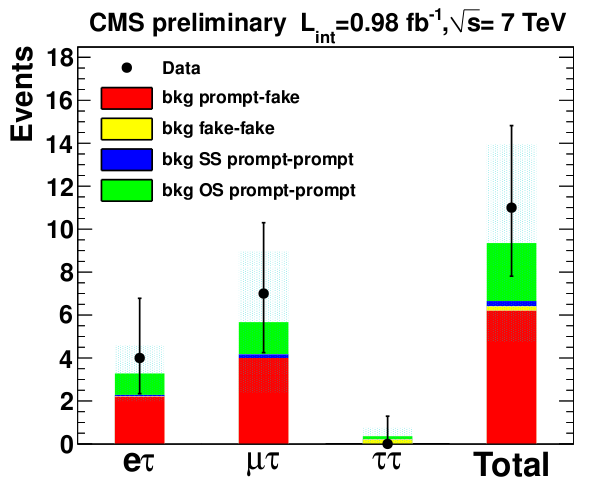 CMS preliminary L_int=0.98 fb⁻¹,√s= 7 TeV
Events
18
16
14
12
10
8
6
4
2
0
Data
bkg prompt-fake
bkg fake-fake
bkg SS prompt-prompt
bkg OS prompt-prompt
eτ μτ ττ Total